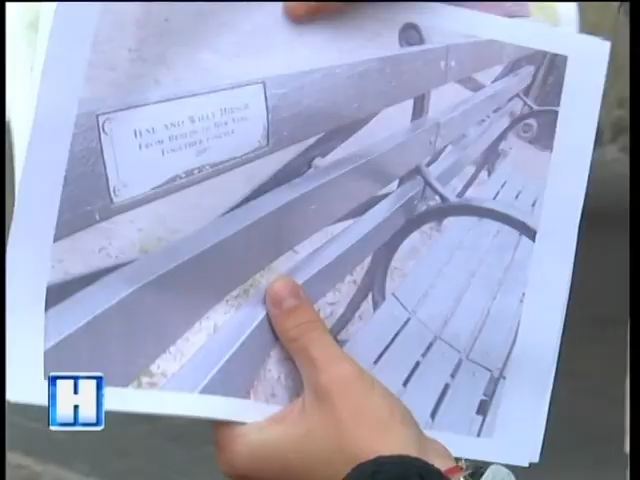 ILSE AND WILLY HIRSCH
FROM BERLIN TO NEW YORK
TOGETHER FOREVER
H